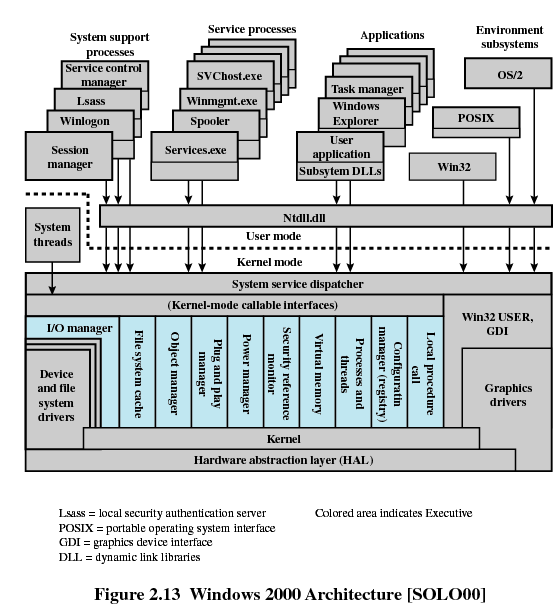 System support
processes
Service processes
Applications
Environment
subsystems
Service control
manager
Lsass
Winlogon
Session
manager
SVChost.exe
Winmgmt.exe
Spooler
Services.exe
Task manager
Windows
Explorer
User
application
Subsytem DLLs
OS/2
POSIX
Win32
System
threads
Ntdll.dll
User mode
Kernel mode
System service dispatcher
(Kernel-mode callable interfaces)
Win32 USER,
GDI
I/O manager
Device
and file
system
drivers
File system cache
Object manager
Plug and play
manager
Power manager
Security reference
monitor
Virtual memory
Processes and
threads
Configuratin
manager (registry)
Local procedure
call
Graphics
drivers
Kernel
Hardware abstraction layer (HAL)
Lsass = local security authentication server
POSIX = portable operating system interface
GDI = graphics device interface
DLL = dynamic link libraries
Colored area indicates Executive
Figure 2.13 Windows 2000 Architecture [SOLO00]